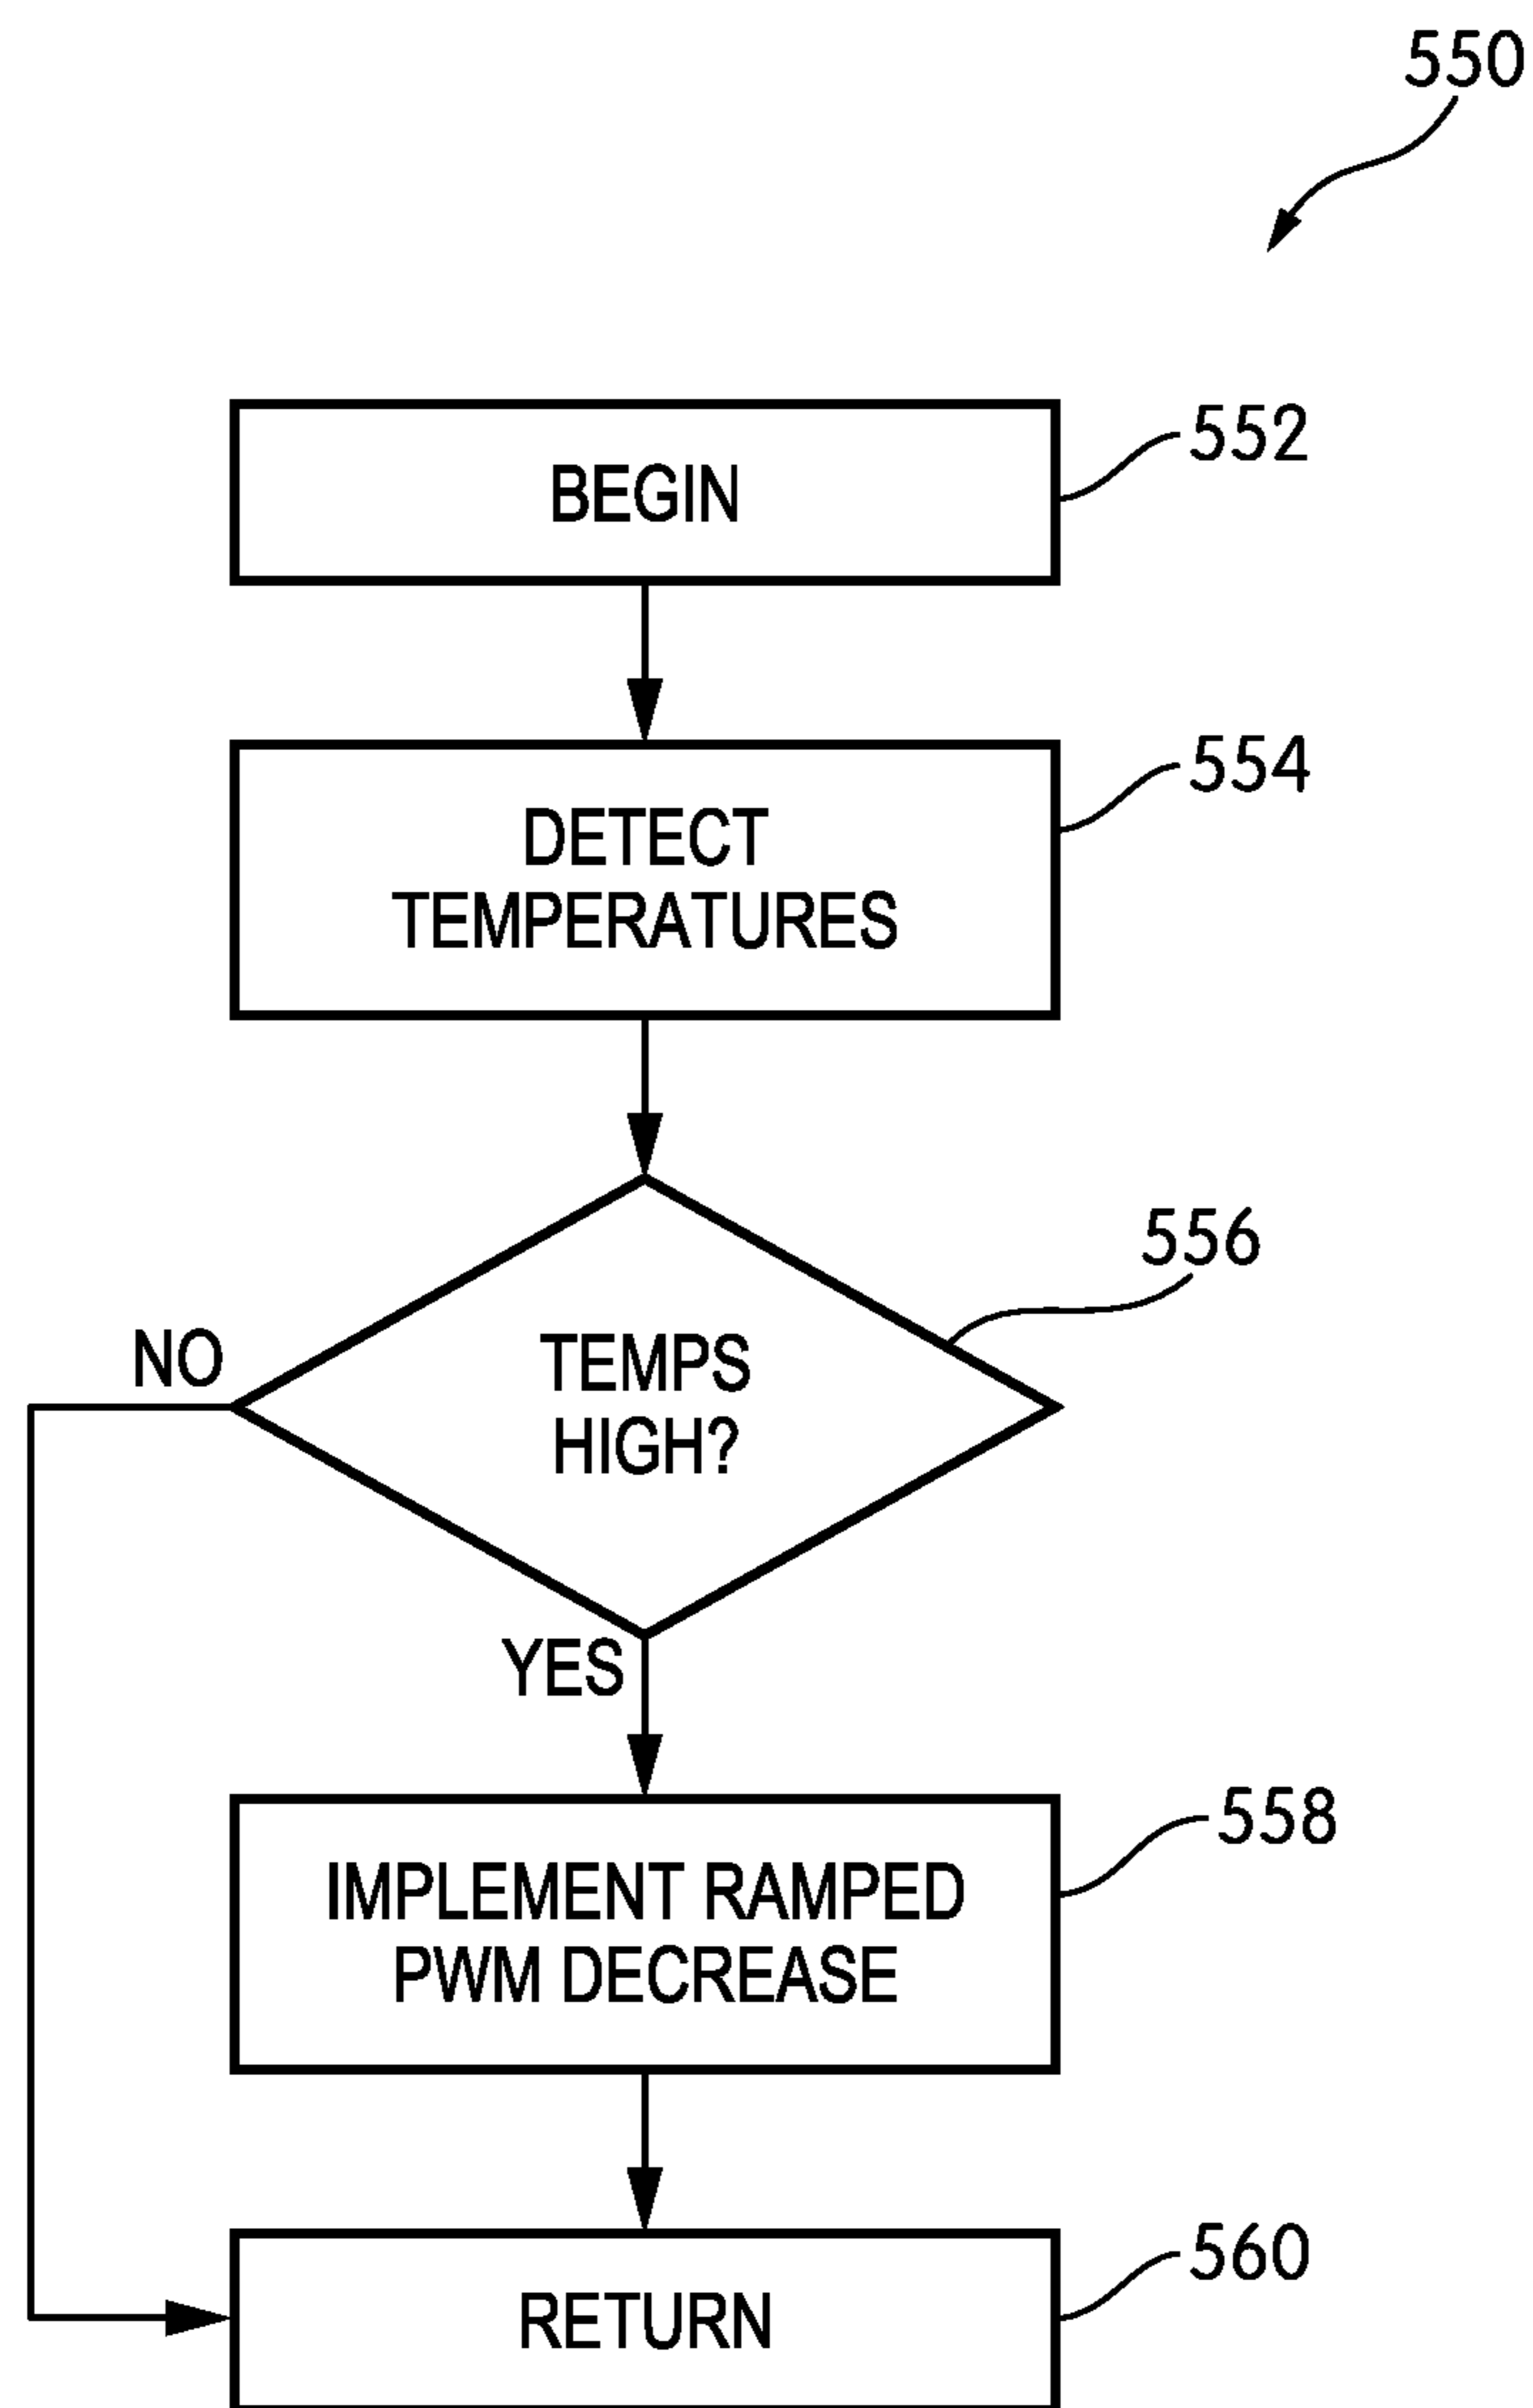 550
BEGIN
552
DETECT
TEMPERATURES
554
556
TEMPS
HIGH?
NO
YES
IMPLEMENT RAMPED
PWM DECREASE
558
RETURN
560